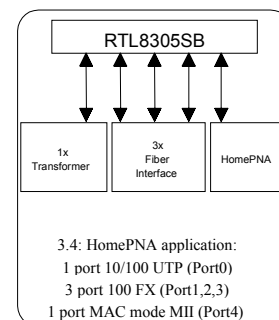 RTL8305SB
1x
Transformer
3x
Fiber
Interface
HomePNA
3.4: HomePNA application:
1 port 10/100 UTP (Port0)
3 port 100 FX (Port1,2,3)
1 port MAC mode MII (Port4)